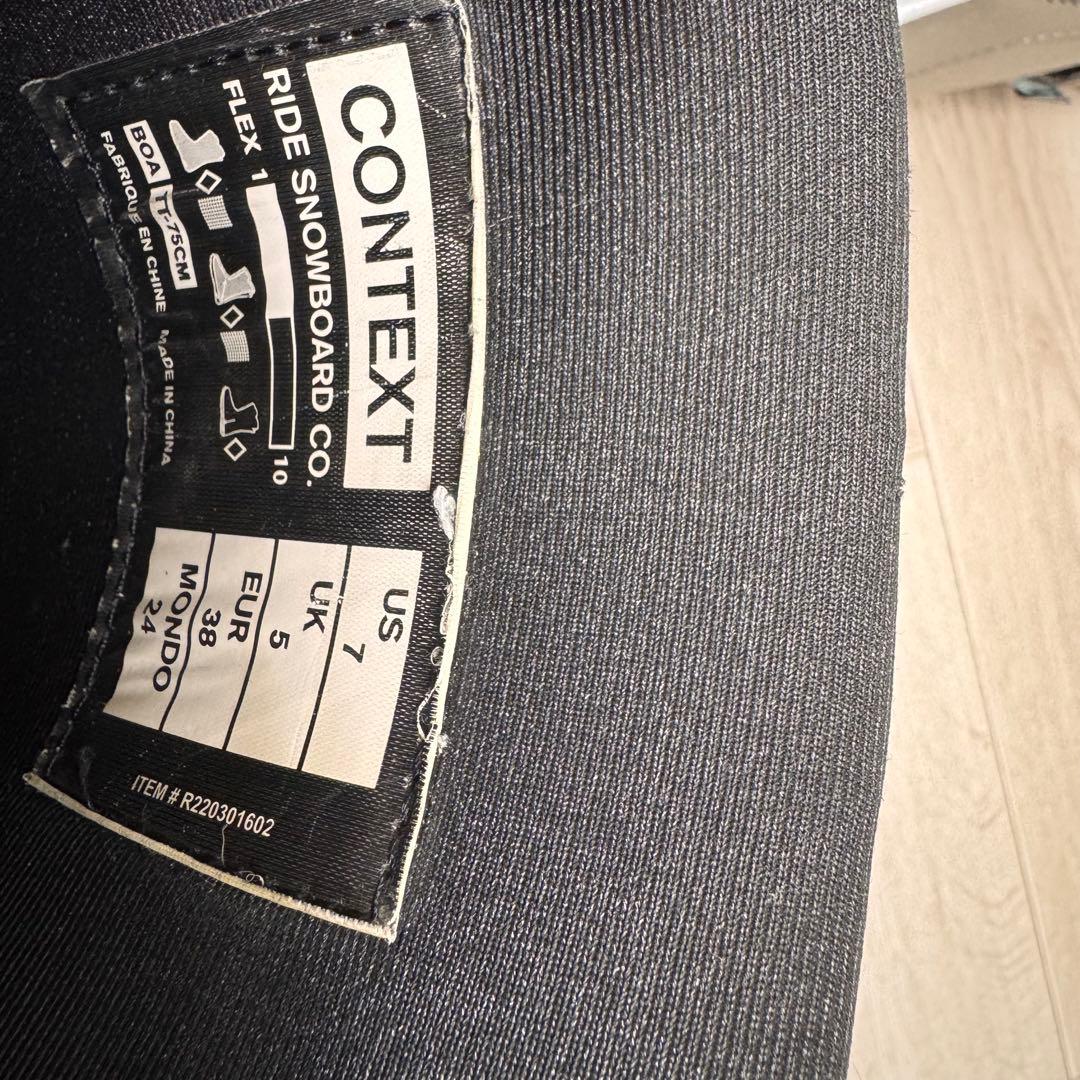 CONTEXT
RIDE SNOWBOARD CO.
FLEX 1 10
BOA TT-75CM
FABRIQUE EN CHINE MADE IN CHINA
US 7
UK 5
EUR 38
MONDO 24
ITEM # R220301602